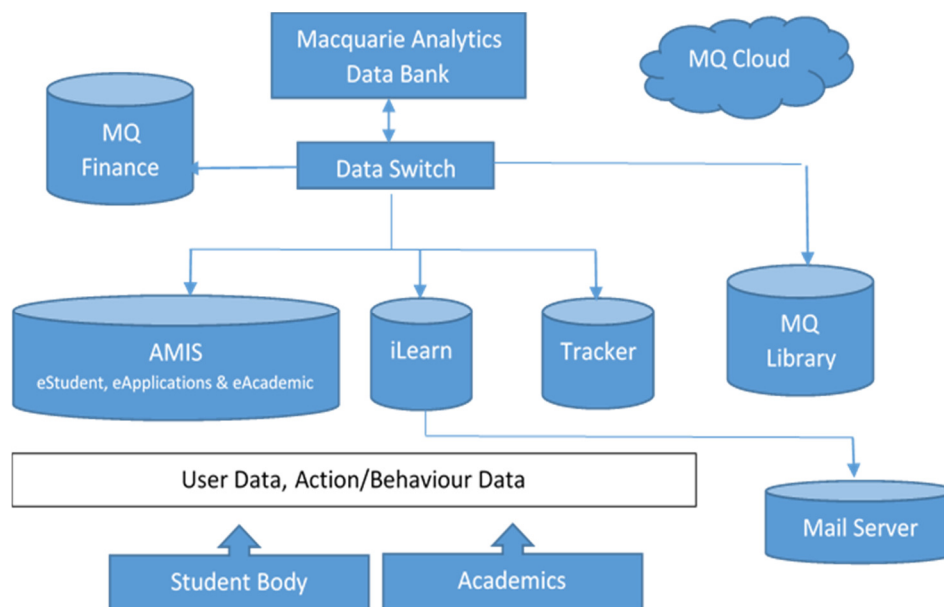 Macquarie Analytics
Data Bank
MQ Cloud
MQ
Finance
Data Switch
AMIS
eStudent, eApplications & eAcademic
iLearn
Tracker
MQ
Library
User Data, Action/Behaviour Data
Mail Server
Student Body
Academics